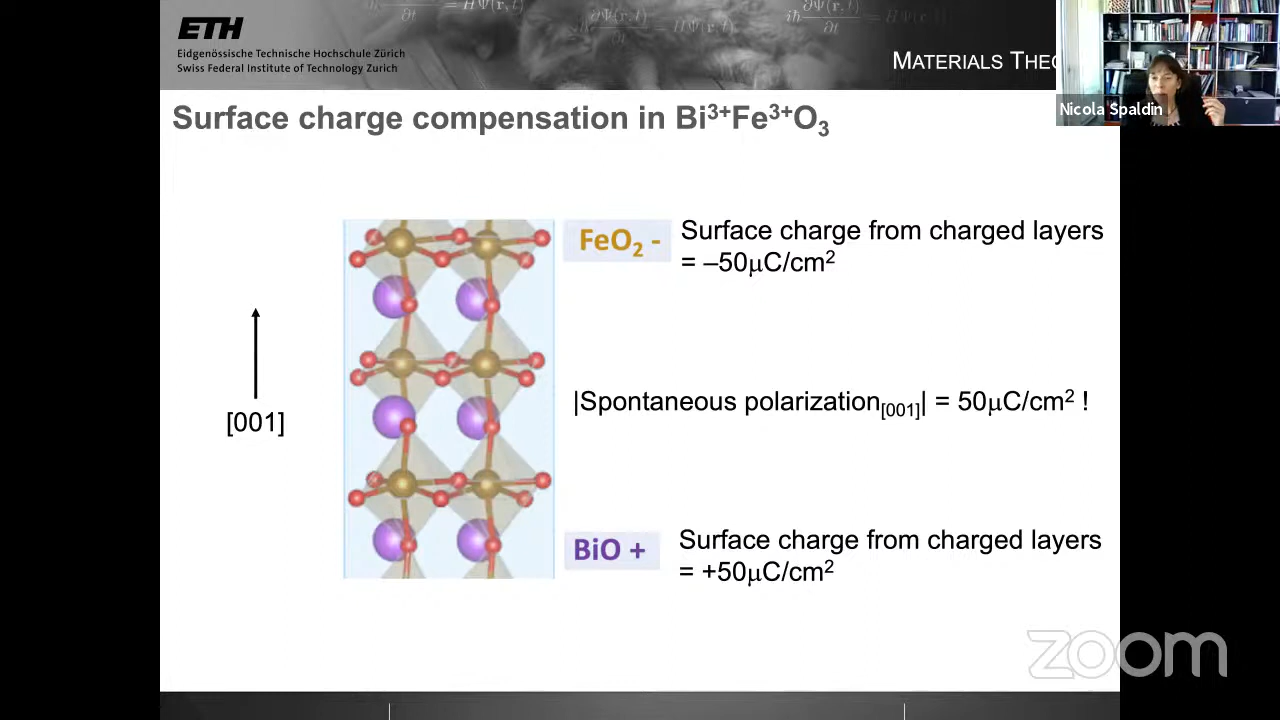 ETH
Eidgenössische Technische Hochschule Zürich
Swiss Federal Institute of Technology Zurich
MATERIALS
Nicola Spaldin
Surface charge compensation in Bi³⁺Fe³⁺O₃
FeO₂ -
Surface charge from charged layers
= –50μC/cm²
[001]
|Spontaneous polarization[001]| = 50μC/cm² !
BiO +
Surface charge from charged layers
= +50μC/cm²
zoom